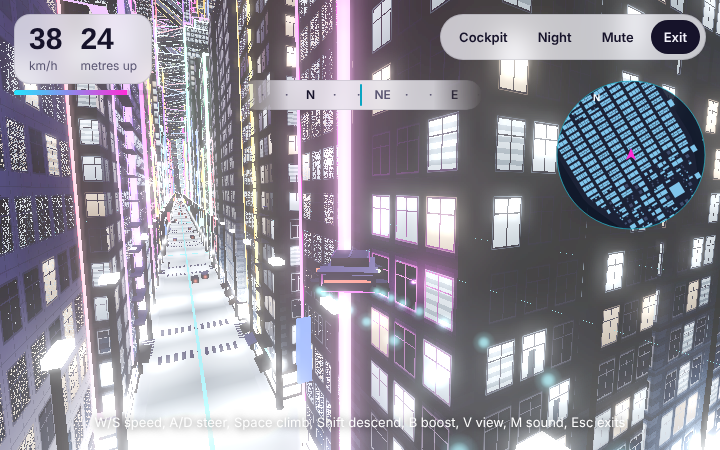 38 24
km/h metres up
Cockpit Night Mute Exit
N NE E
N
W/S speed, A/D steer, Space climb, Shift descend, B boost, V view, M sound, Esc exits